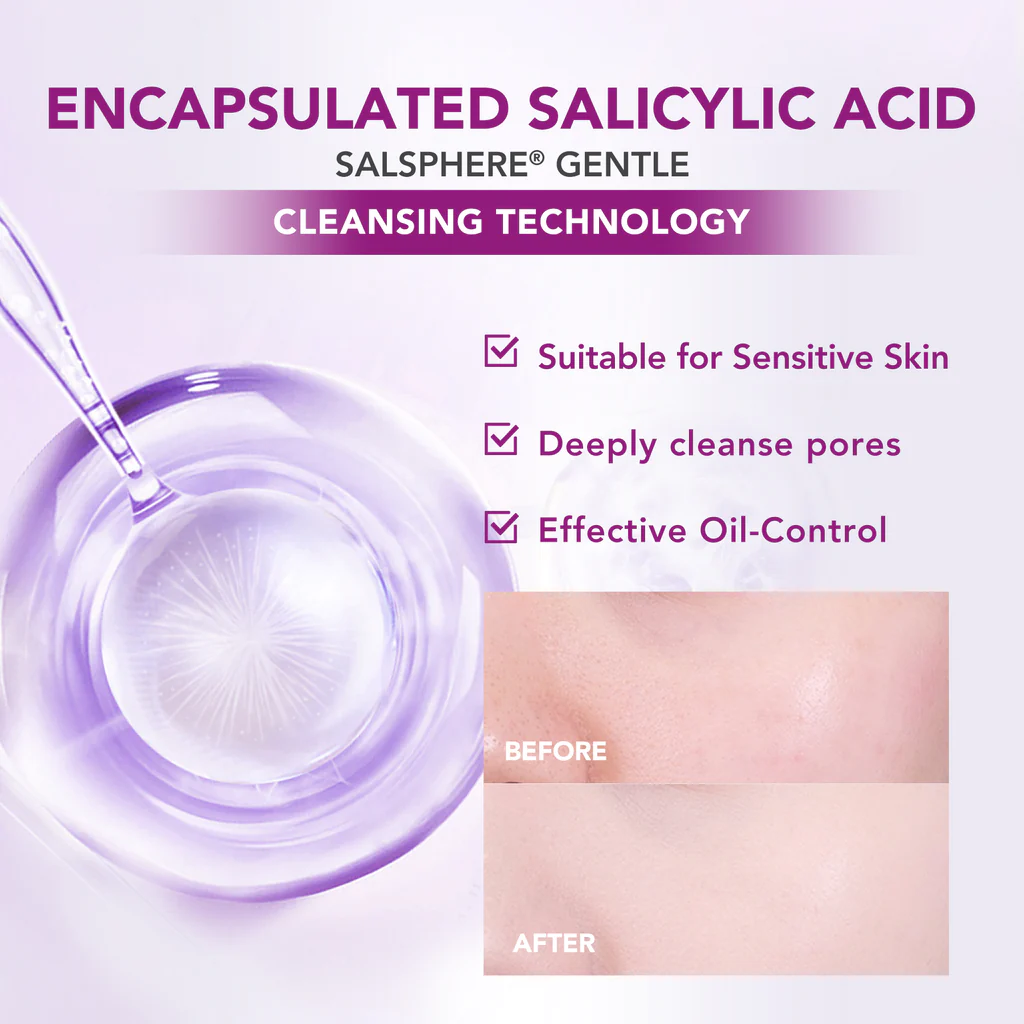 ENCAPSULATED SALICYLIC ACID
SALSPHERE® GENTLE
CLEANSING TECHNOLOGY
Suitable for Sensitive Skin
Deeply cleanse pores
Effective Oil-Control
BEFORE
AFTER